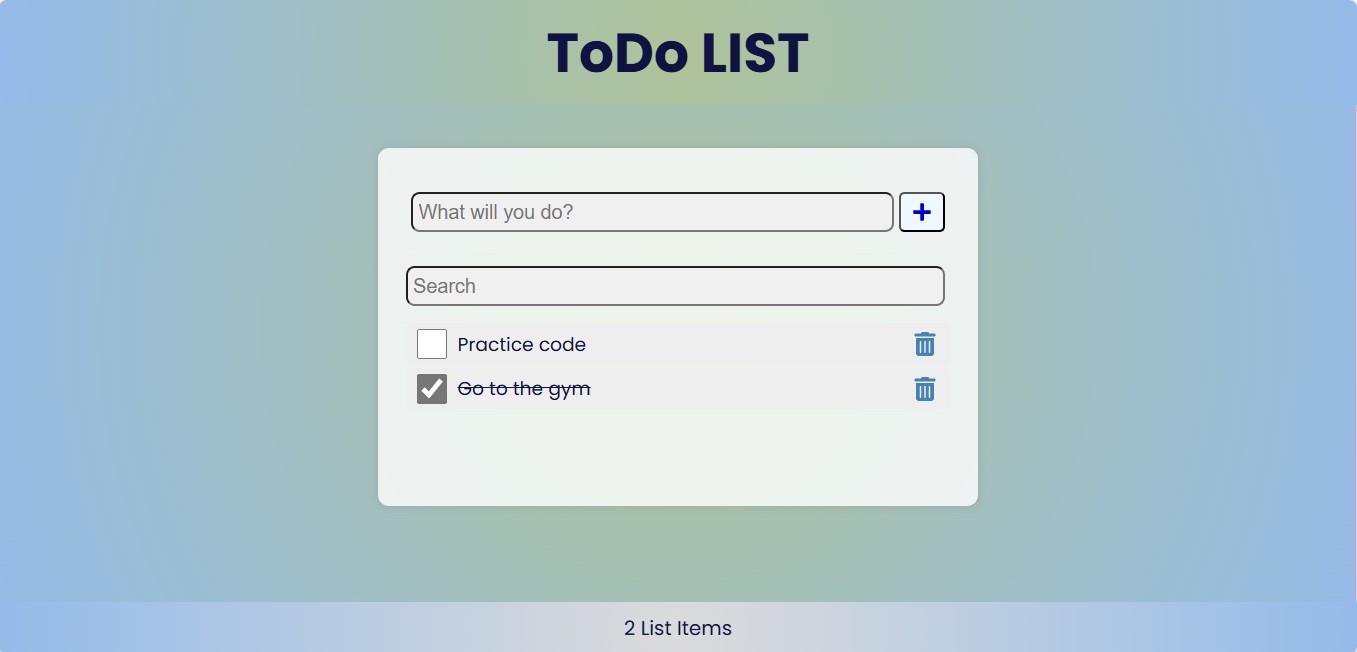 ToDo LIST
What will you do?
Search
Practice code
Go to the gym
2 List Items